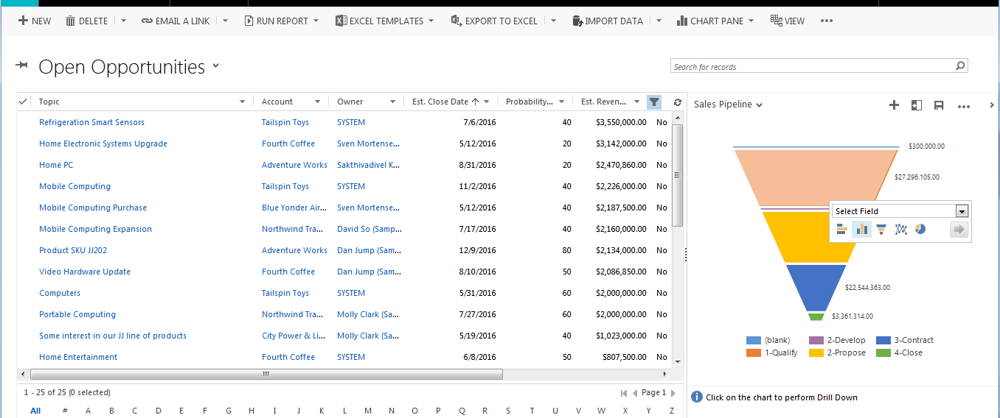 NEW DELETE EMAIL A LINK RUN REPORT EXCEL TEMPLATES EXPORT TO EXCEL IMPORT DATA CHART PANE VIEW
Open Opportunities
Search for records
Topic Account Owner Est. Close Date Probability... Est. Reven...
Refrigeration Smart Sensors Tailspin Toys SYSTEM 7/6/2016 40 $3,550,000.00 No
Home Electronic Systems Upgrade Fourth Coffee Sven Mortense... 5/12/2016 20 $3,142,000.00 No
Home PC Adventure Works Sakthivadivel K... 8/31/2016 20 $2,470,860.00 No
Mobile Computing Tailspin Toys SYSTEM 11/2/2016 40 $2,226,000.00 No
Mobile Computing Purchase Blue Yonder Air... Sven Mortense... 5/12/2016 40 $2,187,500.00 No
Mobile Computing Expansion Northwind Tra... David So (Samp... 7/17/2016 40 $2,160,000.00 No
Product SKU JJ202 Adventure Works Dan Jump (Sam... 12/9/2016 80 $2,134,000.00 No
Video Hardware Update Fourth Coffee Dan Jump (Sam... 8/10/2016 50 $2,086,850.00 No
Computers Tailspin Toys SYSTEM 5/31/2016 60 $2,000,000.00 No
Portable Computing Northwind Tra... Molly Clark (Sa... 7/27/2016 60 $2,000,000.00 No
Some interest in our JJ line of products City Power & Li... Molly Clark (Sa... 5/19/2016 40 $1,023,000.00 No
Home Entertainment Fourth Coffee SYSTEM 6/8/2016 50 $807,500.00 No
1 - 25 of 25 (0 selected) Page 1
All # A B C D E F G H I J K L M N O P Q R S T U V W X Y Z
Sales Pipeline
$300,000.00
$27,296,105.00
Select Field
$22,544,363.00
$3,361,314.00
(blank) 2-Develop 3-Contract
1-Qualify 2-Propose 4-Close
Click on the chart to perform Drill Down